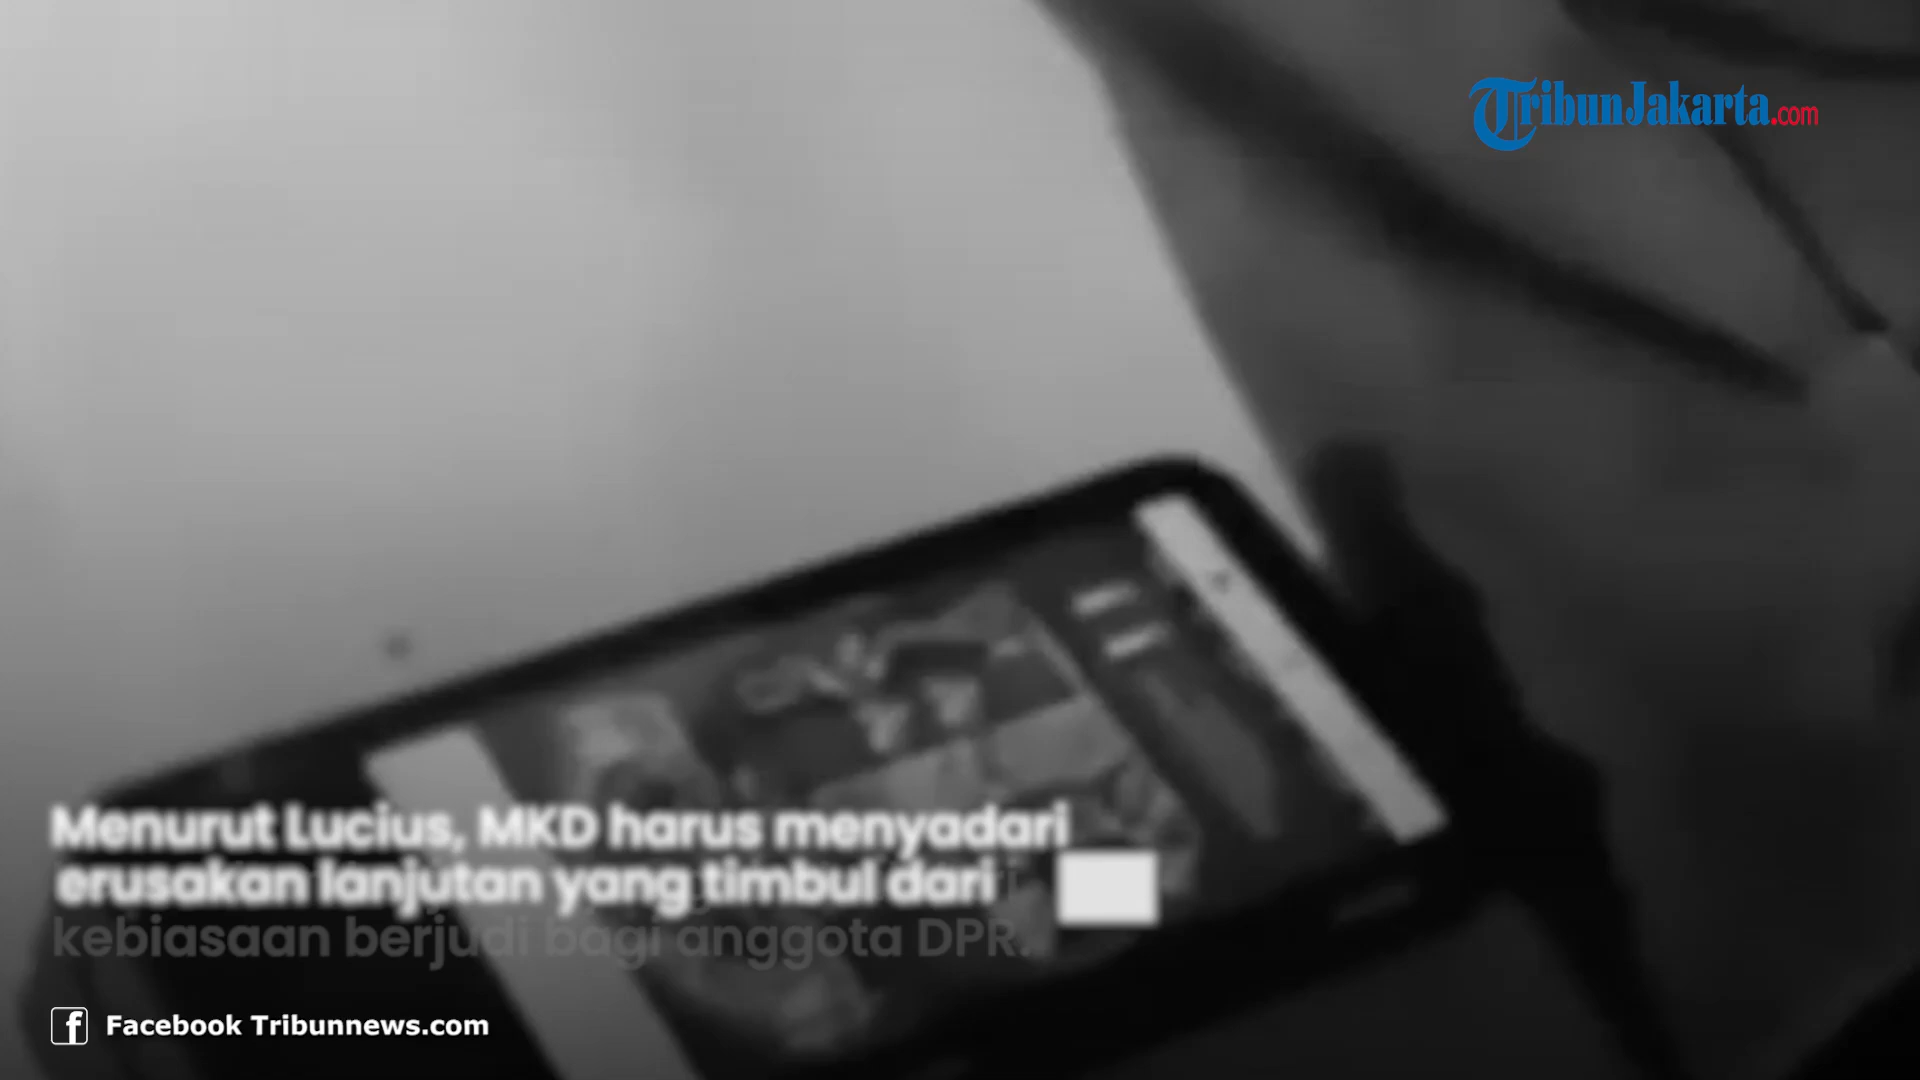 TribunJakarta.com
Menurut Lucius, MKD harus menyadari
erusakan lanjutan yang timbul dari
kebiasaan berjudi bagi anggota DPR.
f Facebook Tribunnews.com